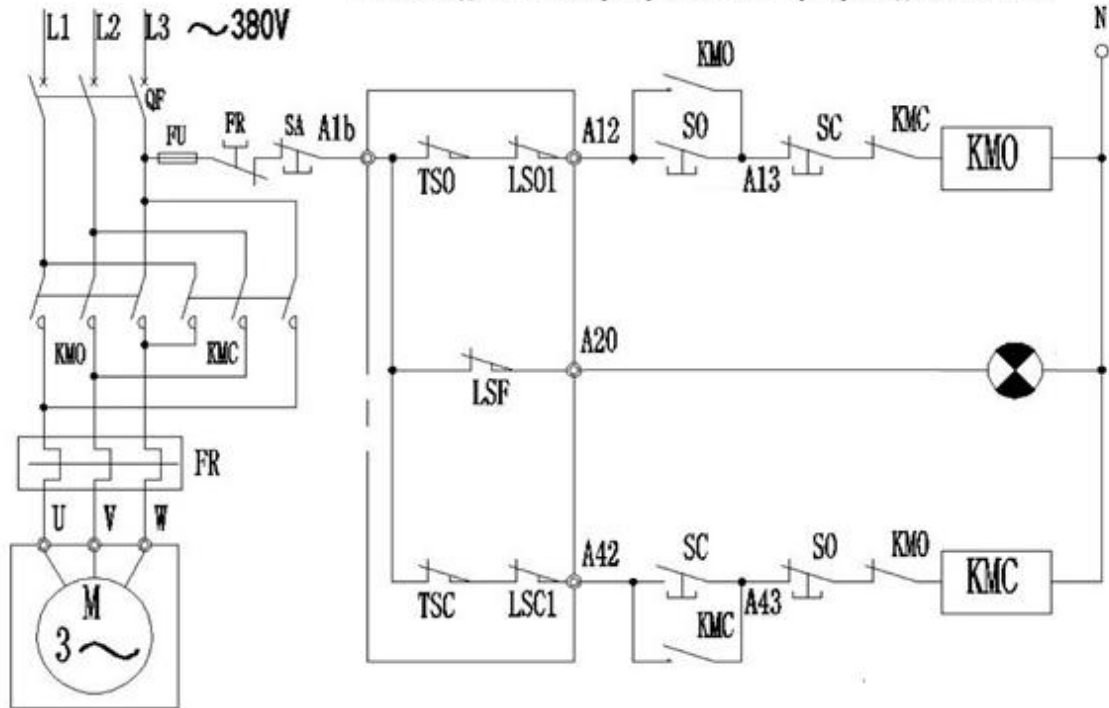 L1 L2 L3 ～380V
N
QF
FU
FR
SA
A1b
A12
KMO
SO
A13
SC
KMC
KMO
TSO
LSO1
KMO
KMC
A20
LSF
FR
U V W
M
3～
A42
SC
A43
SO
KMO
KMC
TSC
LSC1
KMC